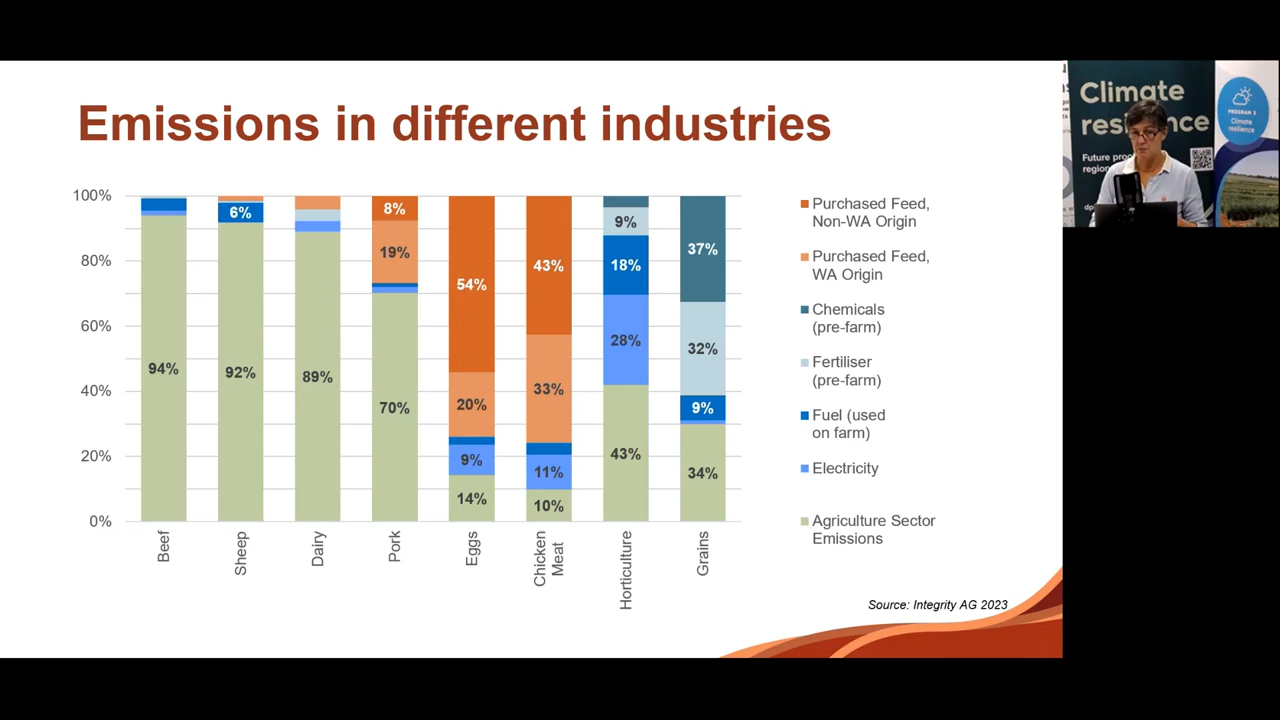 Emissions in different industries
100%
80%
60%
40%
20%
0%
94%
6%
92%
89%
8%
19%
70%
54%
20%
9%
14%
43%
33%
11%
10%
9%
18%
28%
43%
37%
32%
9%
34%
Beef
Sheep
Dairy
Pork
Eggs
Chicken
Meat
Horticulture
Grains
Purchased Feed,
Non-WA Origin
Purchased Feed,
WA Origin
Chemicals
(pre-farm)
Fertiliser
(pre-farm)
Fuel (used
on farm)
Electricity
Agriculture Sector
Emissions
Source: Integrity AG 2023
Climate
resilience
Future
PROGRAM 3
Climate
resilience